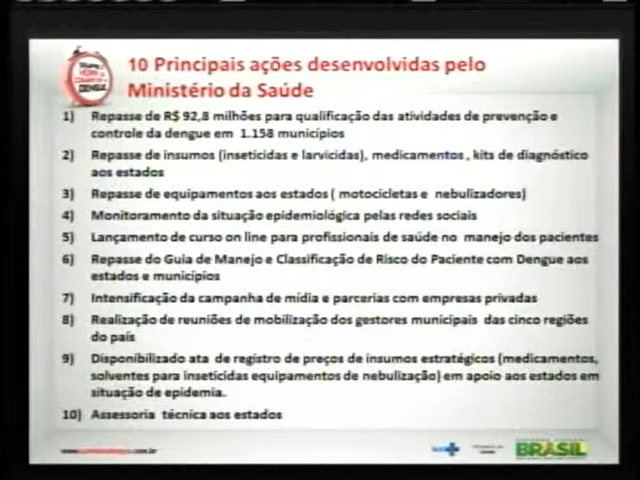 DENGUE
10 Principais ações desenvolvidas pelo
Ministério da Saúde
1) Repasse de R$ 92,8 milhões para qualificação das atividades de prevenção e
controle da dengue em 1.158 municípios
2) Repasse de insumos (inseticidas e larvicidas), medicamentos , kits de diagnóstico
aos estados
3) Repasse de equipamentos aos estados ( motocicletas e nebulizadores)
4) Monitoramento da situação epidemiológica pelas redes sociais
5) Lançamento de curso on line para profissionais de saúde no manejo dos pacientes
6) Repasse do Guia de Manejo e Classificação de Risco do Paciente com Dengue aos
estados e municípios
7) Intensificação da campanha de mídia e parcerias com empresas privadas
8) Realização de reuniões de mobilização dos gestores municipais das cinco regiões
do país
9) Disponibilizado ata de registro de preços de insumos estratégicos (medicamentos,
solventes para inseticidas equipamentos de nebulização) em apoio aos estados em
situação de epidemia.
10) Assessoria técnica aos estados
BRASIL